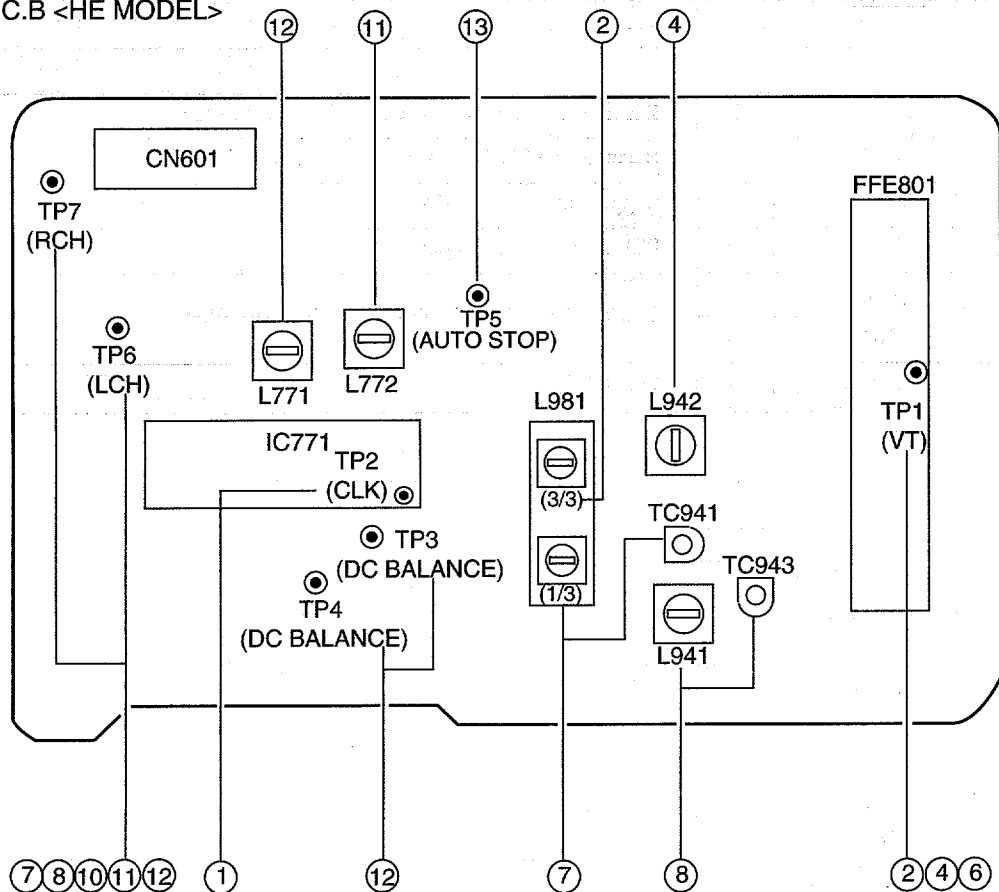 C.B <HE MODEL>
⑫ ⑪ ⑬ ② ④
CN601
TP7
(RCH)
FFE801
TP5
(AUTO STOP)
TP6
(LCH)
L771
L772
TP1
(VT)
L981
L942
IC771
TP2
(CLK)
(3/3)
TC941
TP3
(DC BALANCE)
TC943
(1/3)
TP4
(DC BALANCE)
L941
⑦⑧⑩⑪⑫ ① ⑫ ⑦ ⑧ ②④⑥